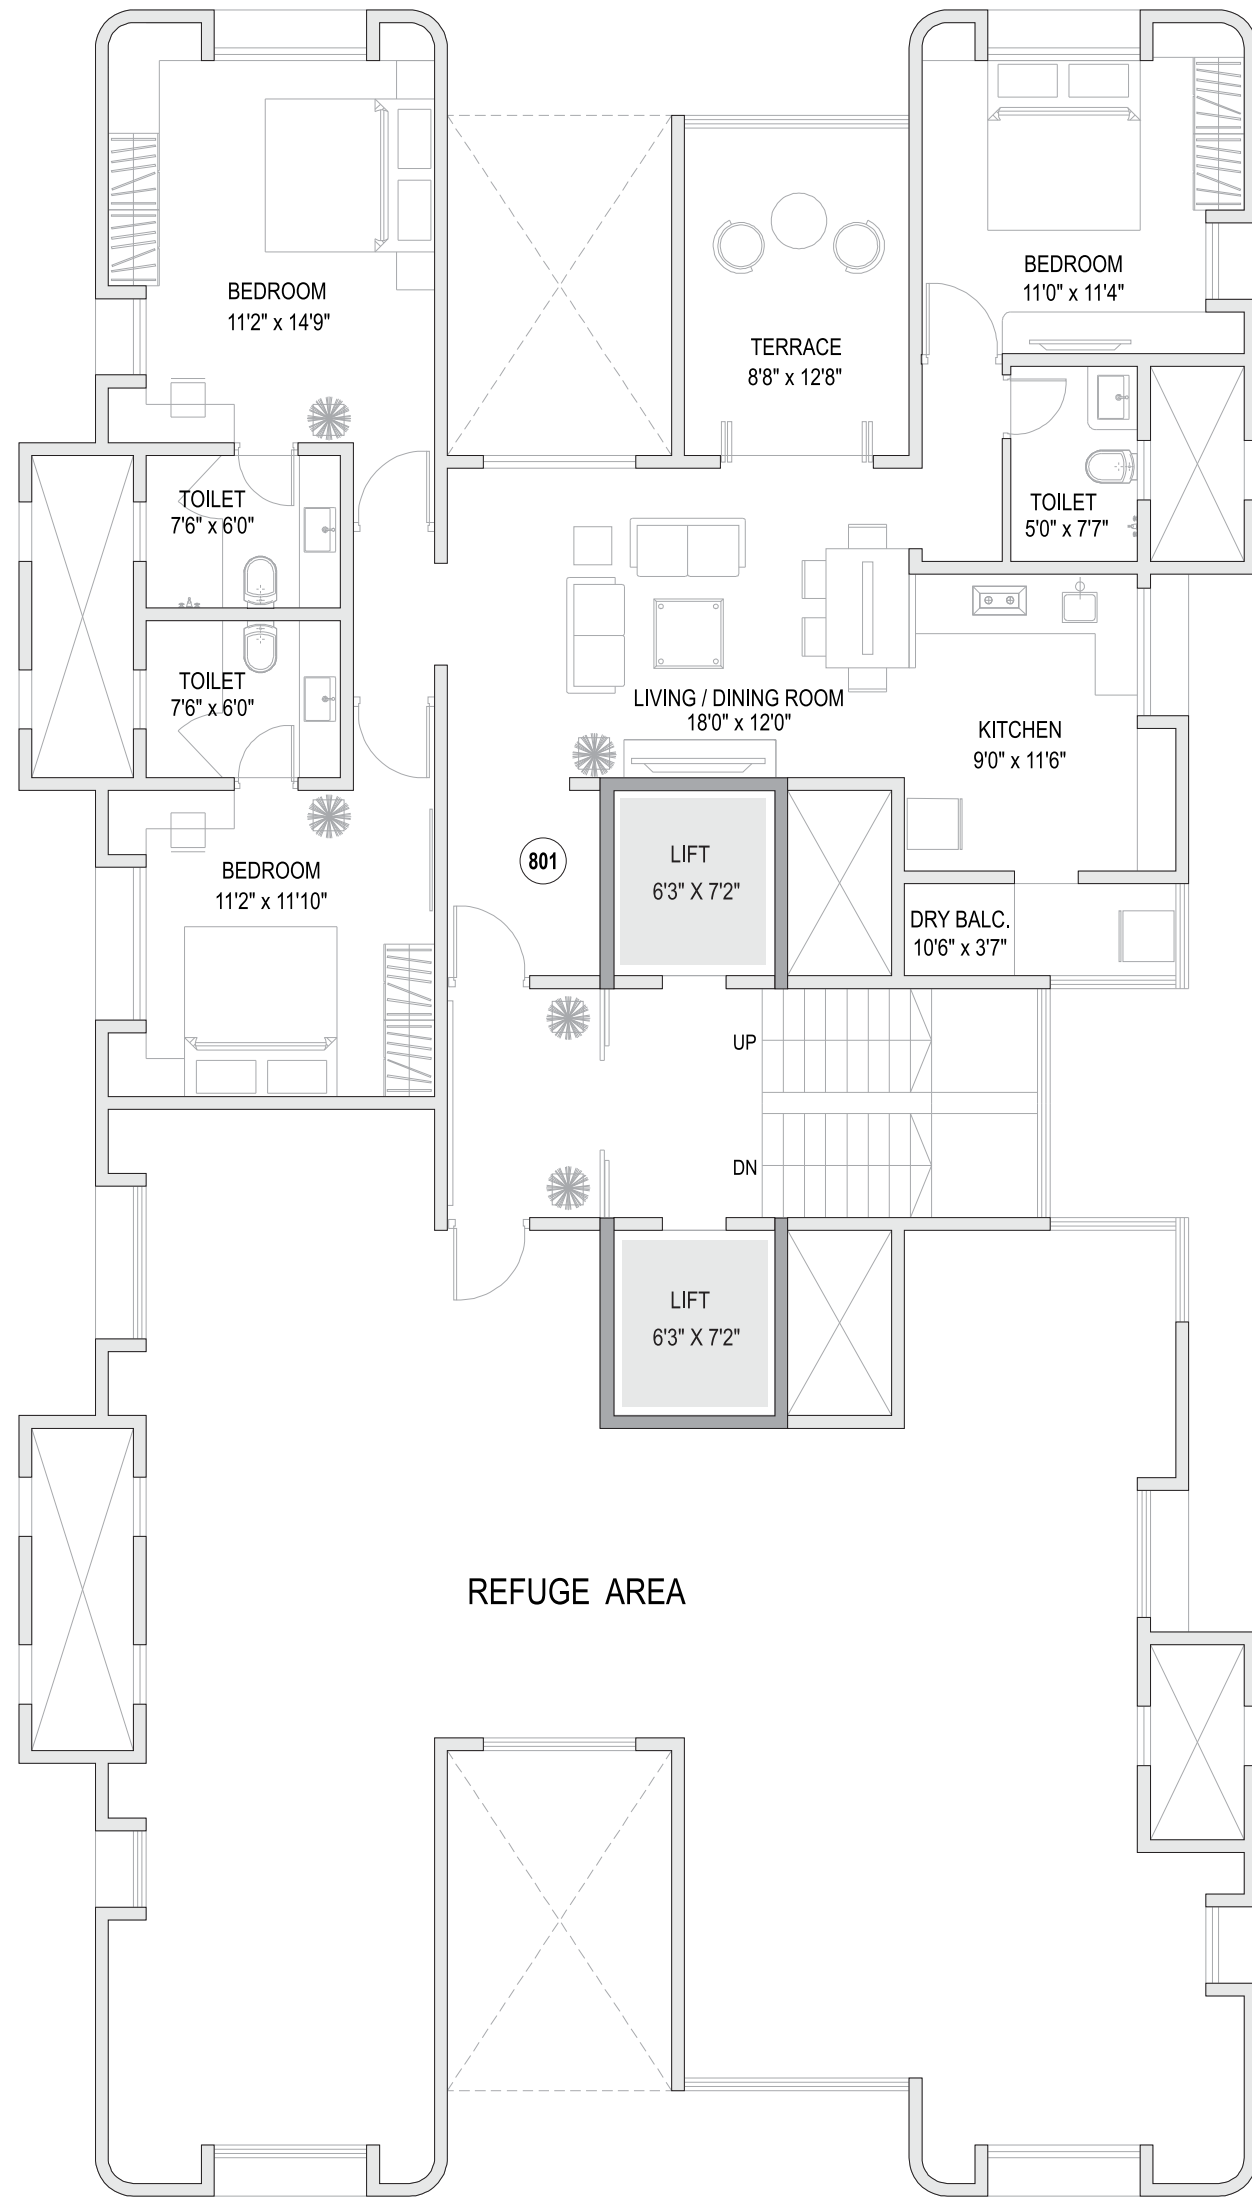 BEDROOM
11'2" x 14'9"
BEDROOM
11'0" x 11'4"
TERRACE
8'8" x 12'8"
TOILET
7'6" x 6'0"
TOILET
5'0" x 7'7"
TOILET
7'6" x 6'0"
LIVING / DINING ROOM
18'0" x 12'0"
KITCHEN
9'0" x 11'6"
801
LIFT
6'3" X 7'2"
BEDROOM
11'2" x 11'10"
DRY BALC.
10'6" x 3'7"
UP
DN
LIFT
6'3" X 7'2"
REFUGE AREA